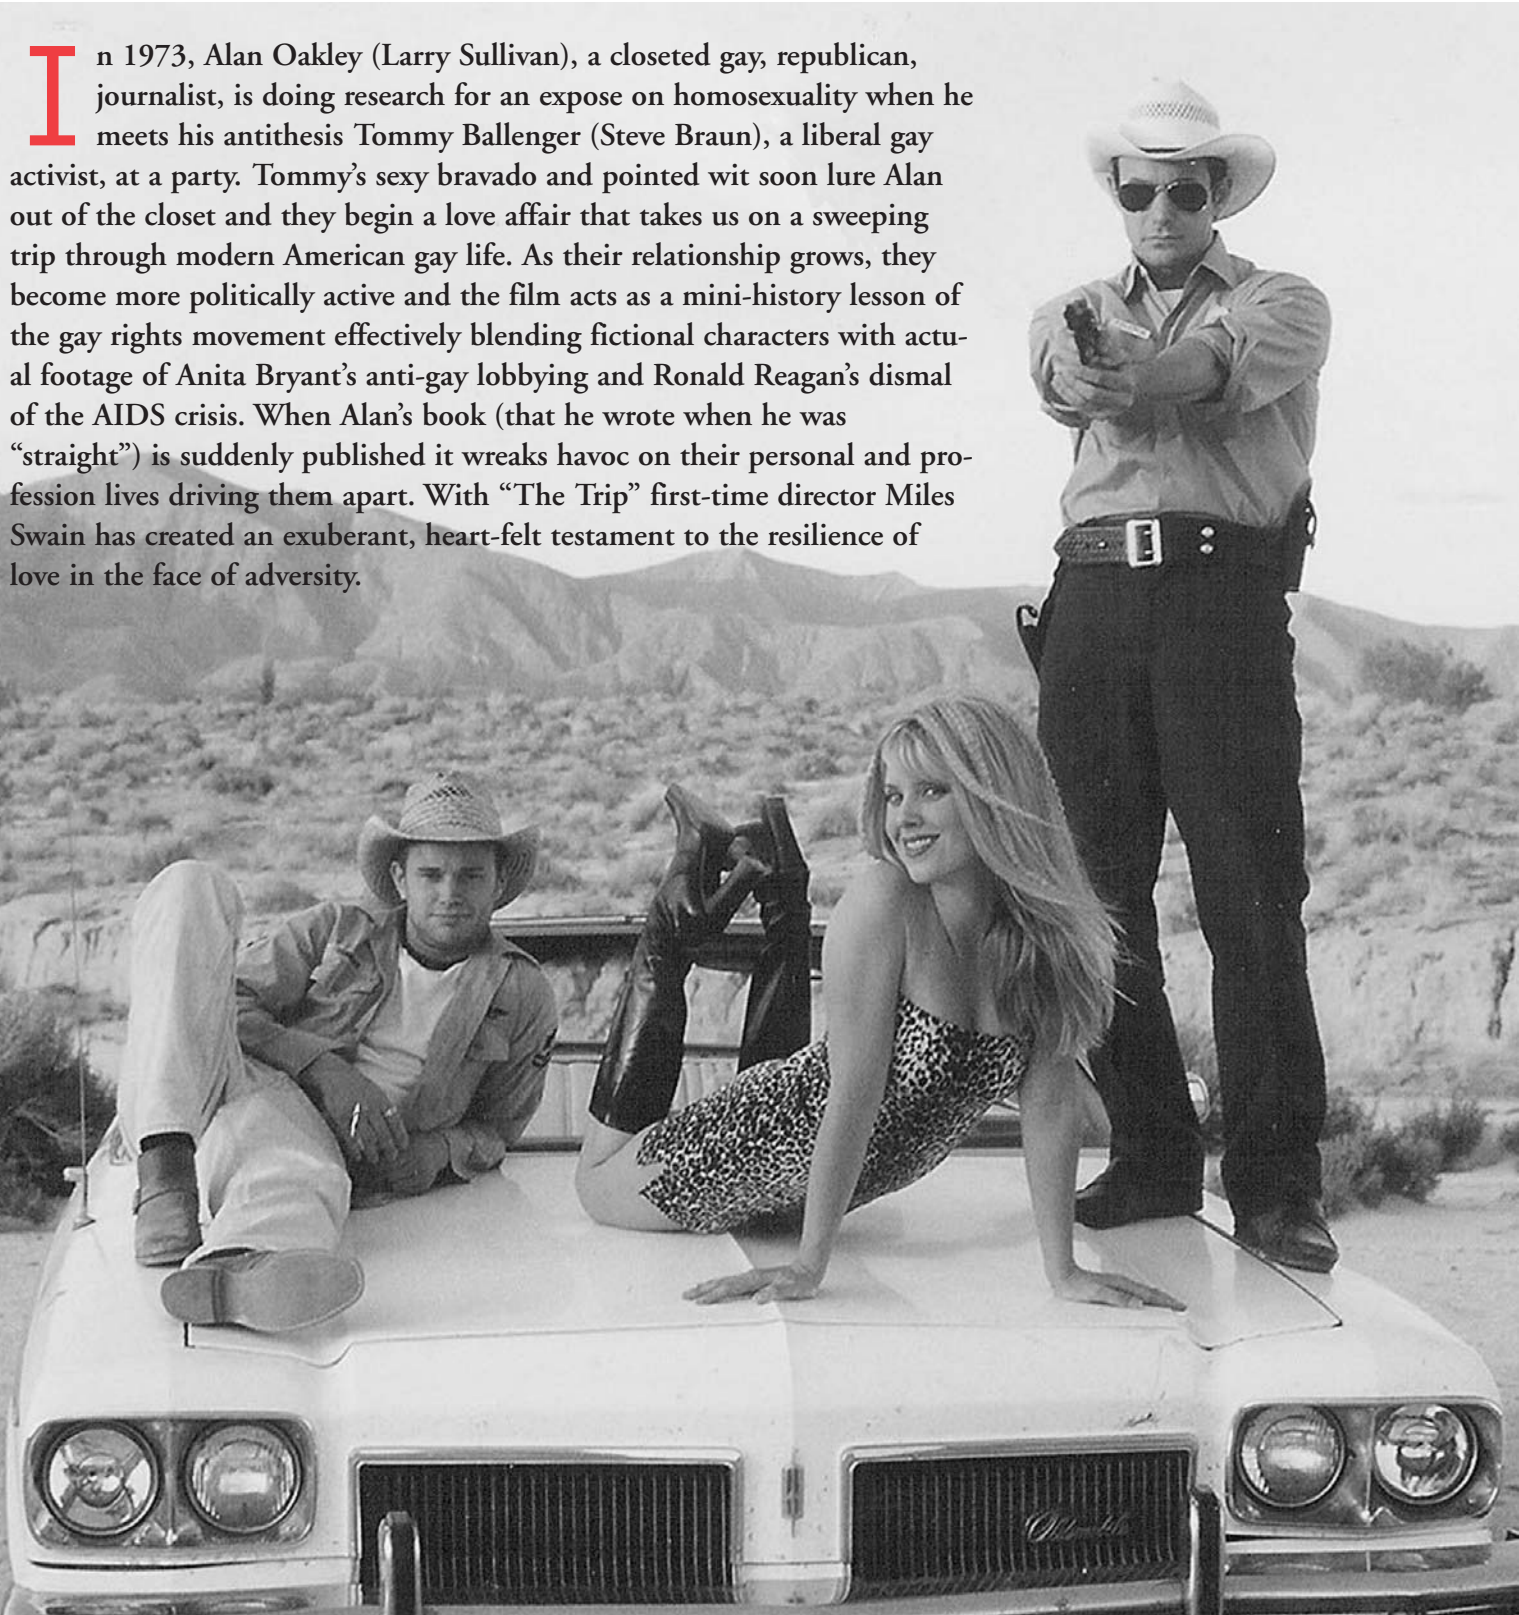 In 1973, Alan Oakley (Larry Sullivan), a closeted gay, republican,
journalist, is doing research for an expose on homosexuality when he
meets his antithesis Tommy Ballenger (Steve Braun), a liberal gay
activist, at a party. Tommy’s sexy bravado and pointed wit soon lure Alan
out of the closet and they begin a love affair that takes us on a sweeping
trip through modern American gay life. As their relationship grows, they
become more politically active and the film acts as a mini-history lesson of
the gay rights movement effectively blending fictional characters with actu-
al footage of Anita Bryant’s anti-gay lobbying and Ronald Reagan’s dismal
of the AIDS crisis. When Alan’s book (that he wrote when he was
“straight”) is suddenly published it wreaks havoc on their personal and pro-
fession lives driving them apart. With “The Trip” first-time director Miles
Swain has created an exuberant, heart-felt testament to the resilience of
love in the face of adversity.